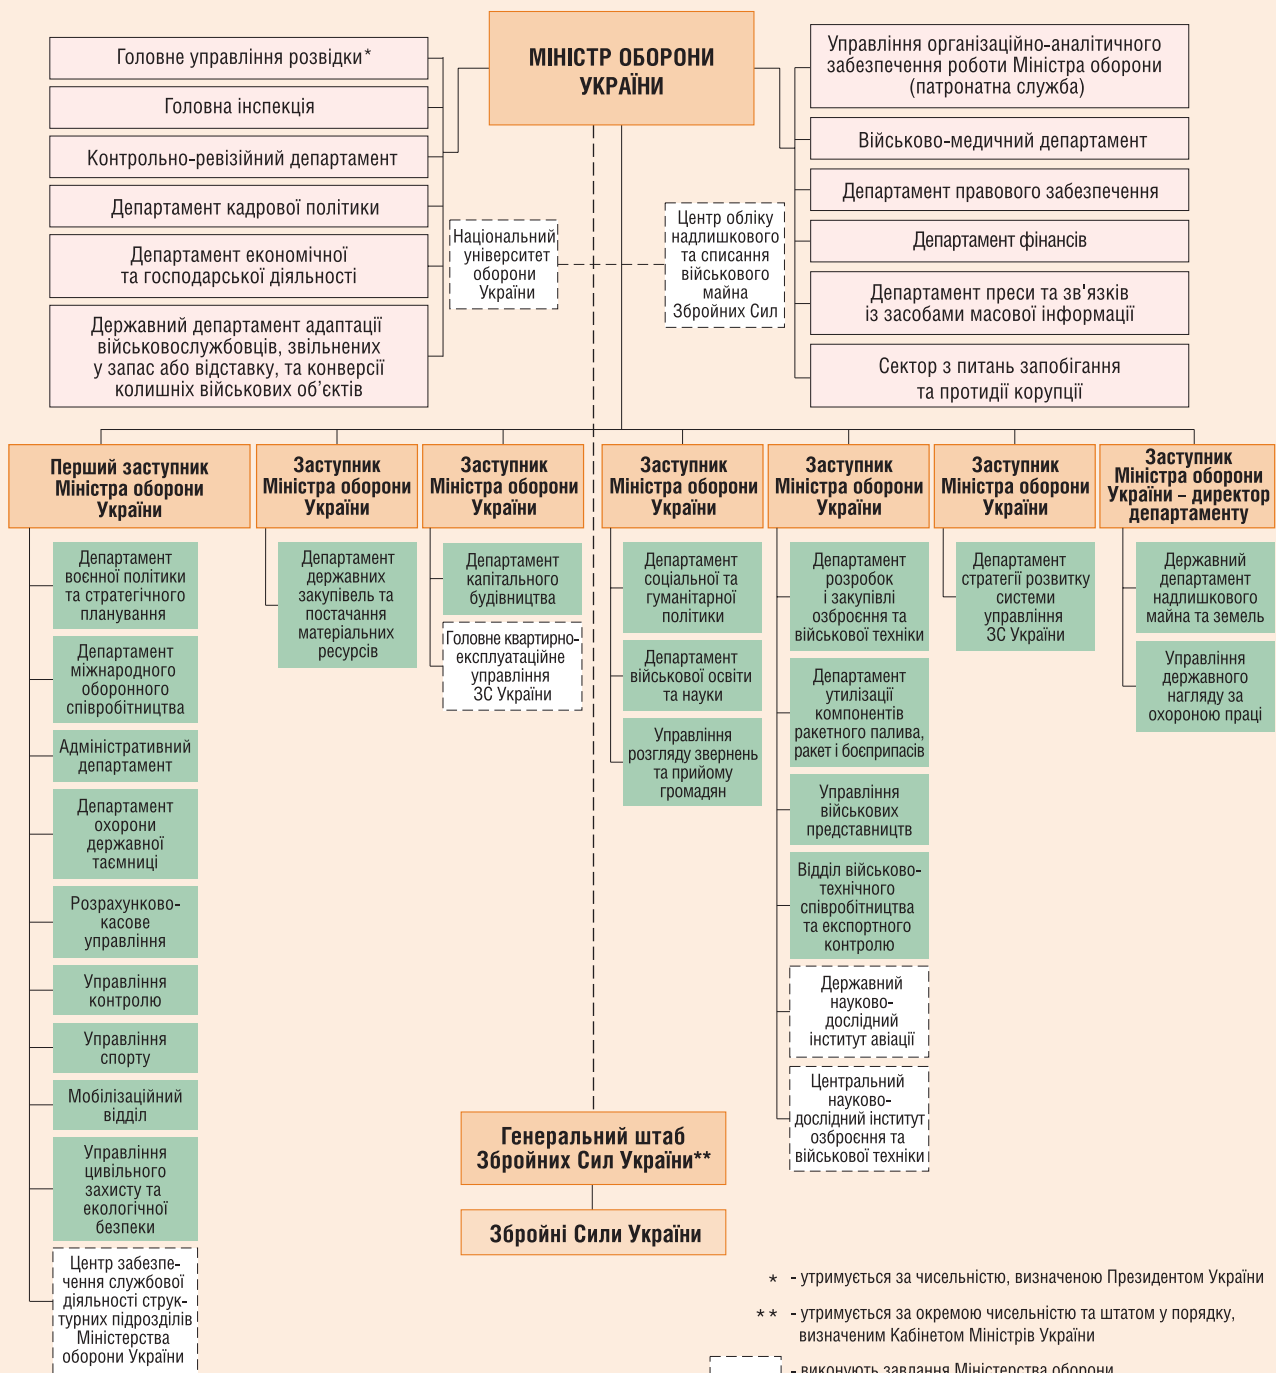 МІНІСТР ОБОРОНИ
УКРАЇНИ
Головне управління розвідки*
Головна інспекція
Контрольно-ревізійний департамент
Департамент кадрової політики
Департамент економічної
та господарської діяльності
Державний департамент адаптації
військовослужбовців, звільнених
у запас або відставку, та конверсії
колишніх військових об’єктів
Управління організаційно-аналітичного
забезпечення роботи Міністра оборони
(патронатна служба)
Військово-медичний департамент
Департамент правового забезпечення
Департамент фінансів
Департамент преси та зв'язків
із засобами масової інформації
Сектор з питань запобігання
та протидії корупції
Національний
університет
оборони
України
Центр обліку
надлишкового
та списання
військового
майна
Збройних Сил
Перший заступник
Міністра оборони
України
Департамент
воєнної політики
та стратегічного
планування
Департамент
міжнародного
оборонного
співробітництва
Адміністративний
департамент
Департамент
охорони
державної
таємниці
Розрахунково-
касове
управління
Управління
контролю
Управління
спорту
Мобілізаційний
відділ
Управління
цивільного
захисту та
екологічної
безпеки
Центр забезпе-
чення службової
діяльності струк-
турних підрозділів
Міністерства
оборони України
Заступник
Міністра оборони
України
Департамент
державних
закупівель та
постачання
матеріальних
ресурсів
Заступник
Міністра оборони
України
Департамент
капітального
будівництва
Головне квартирно-
експлуатаційне
управління
ЗС України
Заступник
Міністра оборони
України
Департамент
соціальної та
гуманітарної
політики
Департамент
військової освіти
та науки
Управління
розгляду звернень
та прийому
громадян
Заступник
Міністра оборони
України
Департамент
розробок
і закупівлі
озброєння та
військової техніки
Департамент
утилізації
компонентів
ракетного палива,
ракет і боєприпасів
Управління
військових
представництв
Відділ військово-
технічного
співробітництва
та експортного
контролю
Державний
науково-
дослідний
інститут авіації
Центральний
науково-
дослідний інститут
озброєння та
військової техніки
Заступник
Міністра оборони
України
Департамент
стратегії розвитку
системи
управління
ЗС України
Заступник
Міністра оборони
України – директор
департаменту
Державний
департамент
надлишкового
майна та земель
Управління
державного
нагляду за
охороною праці
Генеральний штаб
Збройних Сил України**
Збройні Сили України
* - утримується за чисельністю, визначеною Президентом України
** - утримується за окремою чисельністю та штатом у порядку,
визначеним Кабінетом Міністрів України
- виконують завдання Міністерства оборони